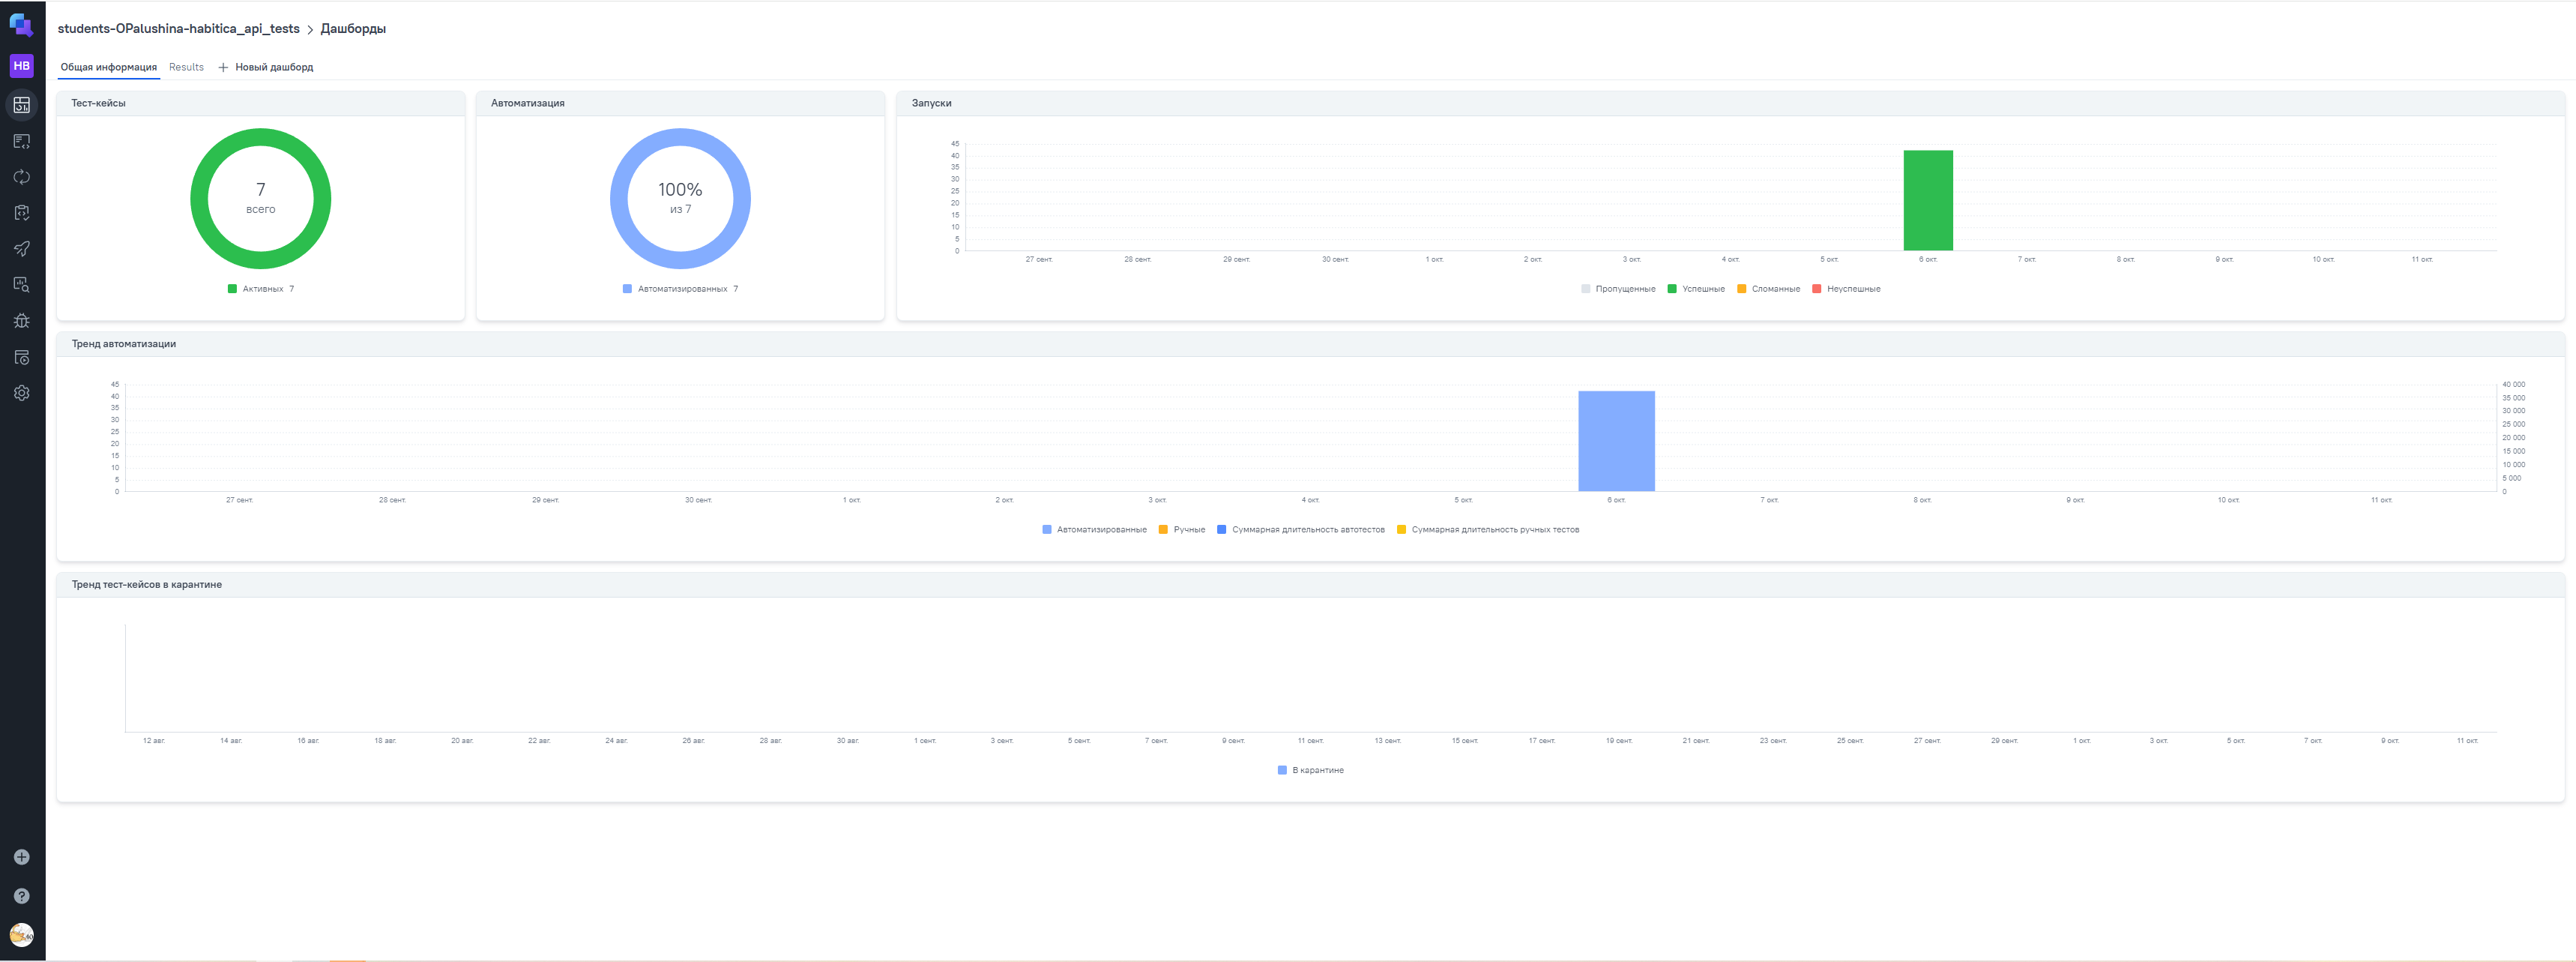 students-OPalushina-habitica_api_tests > Дашборды
HB
Общая информация Results + Новый дашборд
Тест-кейсы
7
всего
Активных 7
Автоматизация
100%
из 7
Автоматизированных 7
Запуски
45
40
35
30
25
20
15
10
5
0
27 сент. 28 сент. 29 сент. 30 сент. 1 окт. 2 окт. 3 окт. 4 окт. 5 окт. 6 окт. 7 окт. 8 окт. 9 окт. 10 окт. 11 окт.
Пропущенные Успешные Сломанные Неуспешные
Тренд автоматизации
45
40
35
30
25
20
15
10
5
0
40 000
35 000
30 000
25 000
20 000
15 000
10 000
5 000
0
27 сент. 28 сент. 29 сент. 30 сент. 1 окт. 2 окт. 3 окт. 4 окт. 5 окт. 6 окт. 7 окт. 8 окт. 9 окт. 10 окт. 11 окт.
Автоматизированные Ручные Суммарная длительность автотестов Суммарная длительность ручных тестов
Тренд тест-кейсов в карантине
12 авг. 14 авг. 16 авг. 18 авг. 20 авг. 22 авг. 24 авг. 26 авг. 28 авг. 30 авг. 1 сент. 3 сент. 5 сент. 7 сент. 9 сент. 11 сент. 13 сент. 15 сент. 17 сент. 19 сент. 21 сент. 23 сент. 25 сент. 27 сент. 29 сент. 1 окт. 3 окт. 5 окт. 7 окт. 9 окт. 11 окт.
В карантине